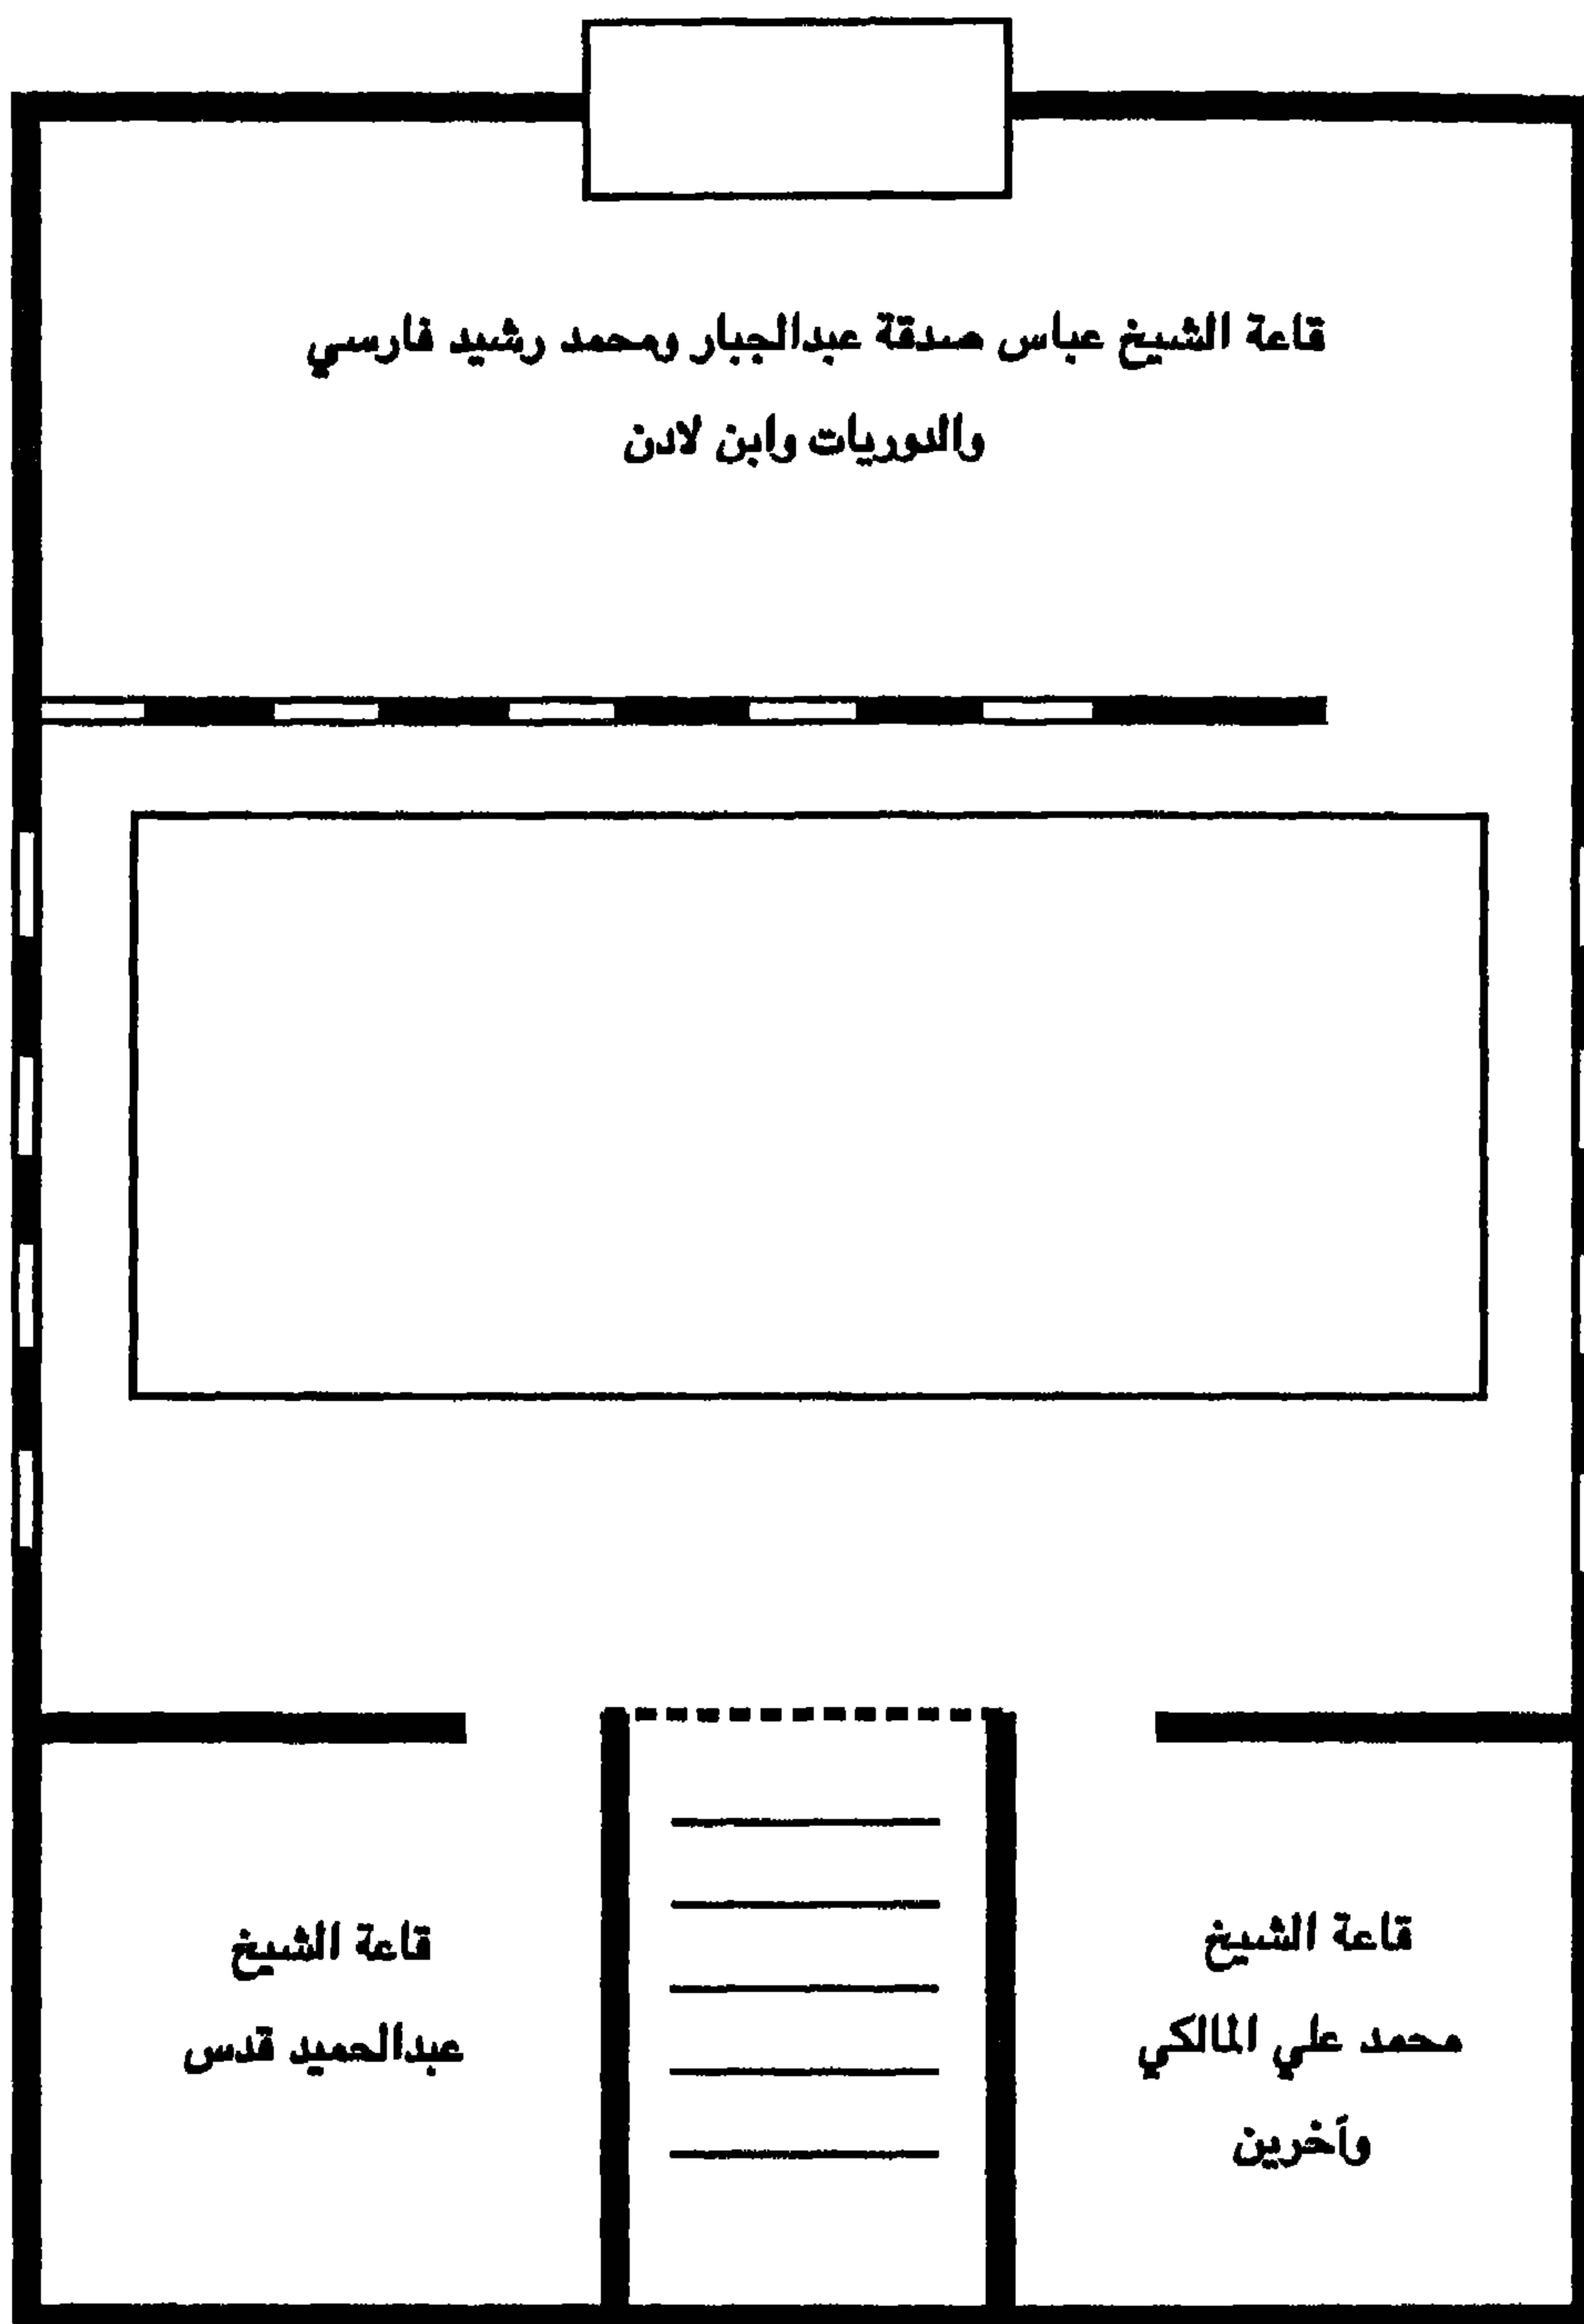 قاعة الشيخ عباس صدقة عبدالجبار ومحمد رشيد فارسي
والدوريات وابن لادن
قاعة الشيخ
محمد علي المالكي
وآخرين
قاعة الشيخ
عبدالحميد قدس